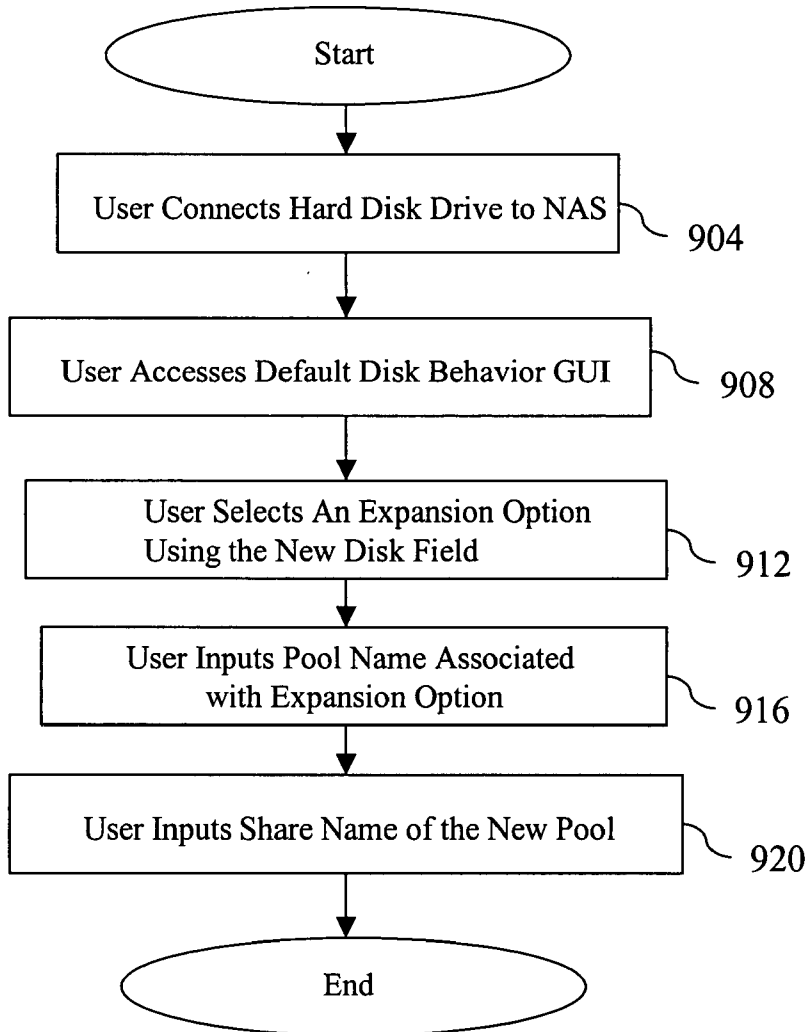 Start
User Connects Hard Disk Drive to NAS
904
User Accesses Default Disk Behavior GUI
908
User Selects An Expansion Option
Using the New Disk Field
912
User Inputs Pool Name Associated
with Expansion Option
916
User Inputs Share Name of the New Pool
920
End